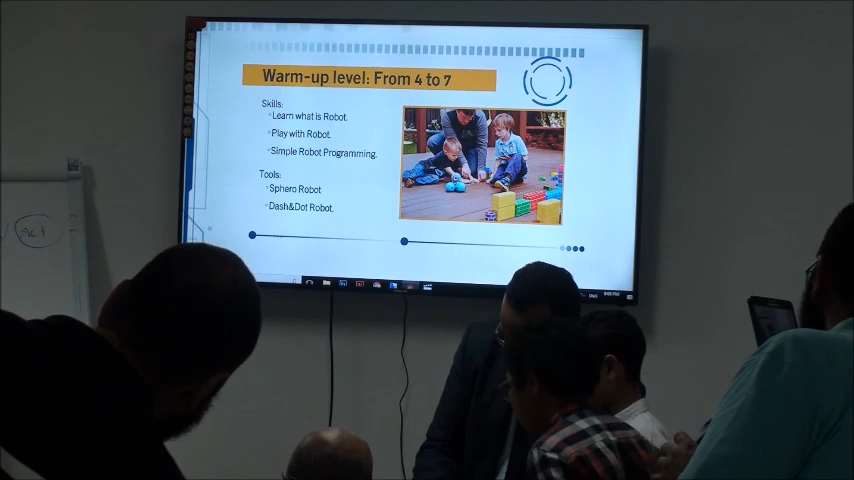 Warm-up level: From 4 to 7
Skills:
Learn what is Robot.
Play with Robot.
Simple Robot Programming.
Tools:
Sphero Robot
Dash&Dot Robot.